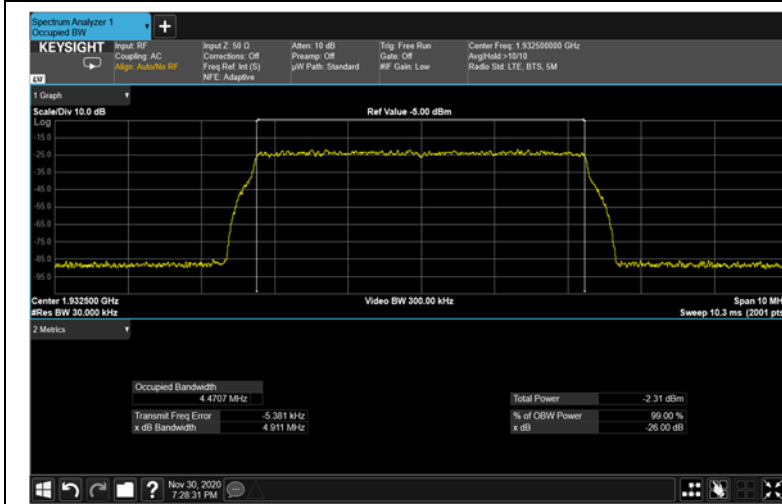 Spectrum Analyzer 1
Occupied BW
KEYSIGHT
LXI
Input: RF
Coupling: AC
Align: Auto/No RF
Input Z: 50 Ω
Corrections: Off
Freq Ref: Int (S)
NFE: Adaptive
Atten: 10 dB
Preamp: Off
µW Path: Standard
Trig: Free Run
Gate: Off
#IF Gain: Low
Center Freq: 1.932500000 GHz
Avg|Hold:>10/10
Radio Std: LTE, BTS, 5M
1 Graph
Scale/Div 10.0 dB
Ref Value -5.00 dBm
Log
-15.0
-25.0
-35.0
-45.0
-55.0
-65.0
-75.0
-85.0
-95.0
Center 1.932500 GHz
Video BW 300.00 kHz
Span 10 MH
#Res BW 30.000 kHz
Sweep 10.3 ms (2001 pts
2 Metrics
Occupied Bandwidth
4.4707 MHz
Total Power -2.31 dBm
Transmit Freq Error -5.381 kHz
% of OBW Power 99.00 %
x dB Bandwidth 4.911 MHz
x dB -26.00 dB
Nov 30, 2020
7:28:31 PM